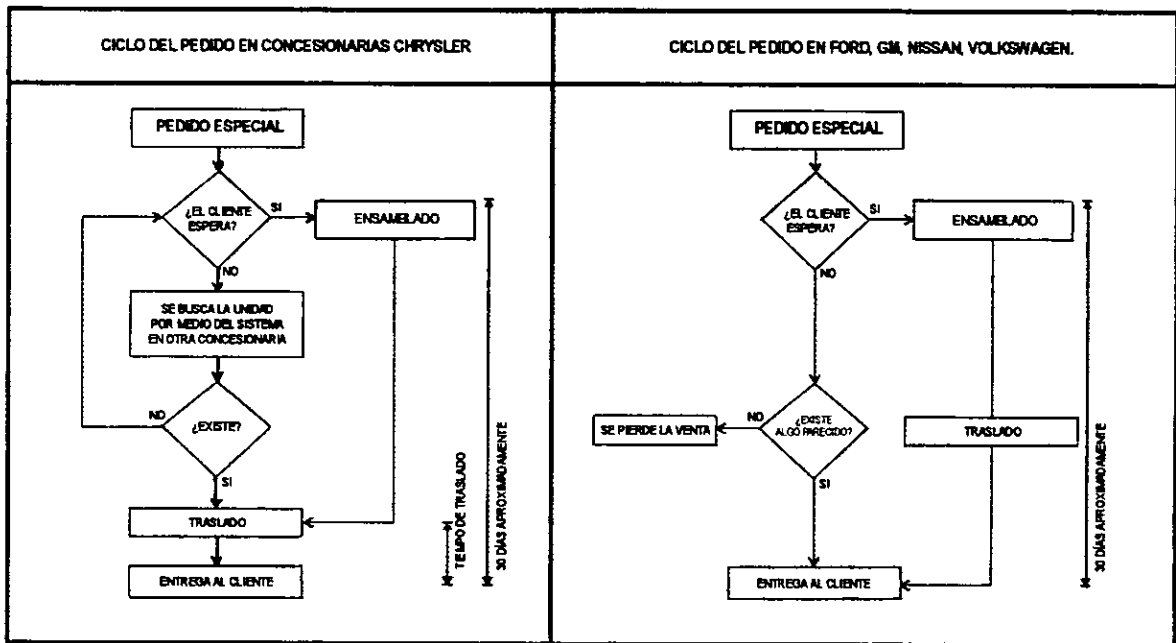 CICLO DEL PEDIDO EN CONCESIONARIAS CHRYSLER
PEDIDO ESPECIAL
¿EL CLIENTE
ESPERA?
SI
ENSAMBLADO
NO
SE BUSCA LA UNIDAD
POR MEDIO DEL SISTEMA
EN OTRA CONCESIONARIA
NO
¿EXISTE?
SI
TRASLADO
ENTREGA AL CLIENTE
TIEMPO DE TRASLADO
30 DÍAS APROXIMADAMENTE
CICLO DEL PEDIDO EN FORD, GM, NISSAN, VOLKSWAGEN.
PEDIDO ESPECIAL
¿EL CLIENTE
ESPERA?
SI
ENSAMBLADO
NO
SE PIERDE LA VENTA
NO
¿EXISTE
ALGO PARECIDO?
TRASLADO
SI
ENTREGA AL CLIENTE
30 DÍAS APROXIMADAMENTE